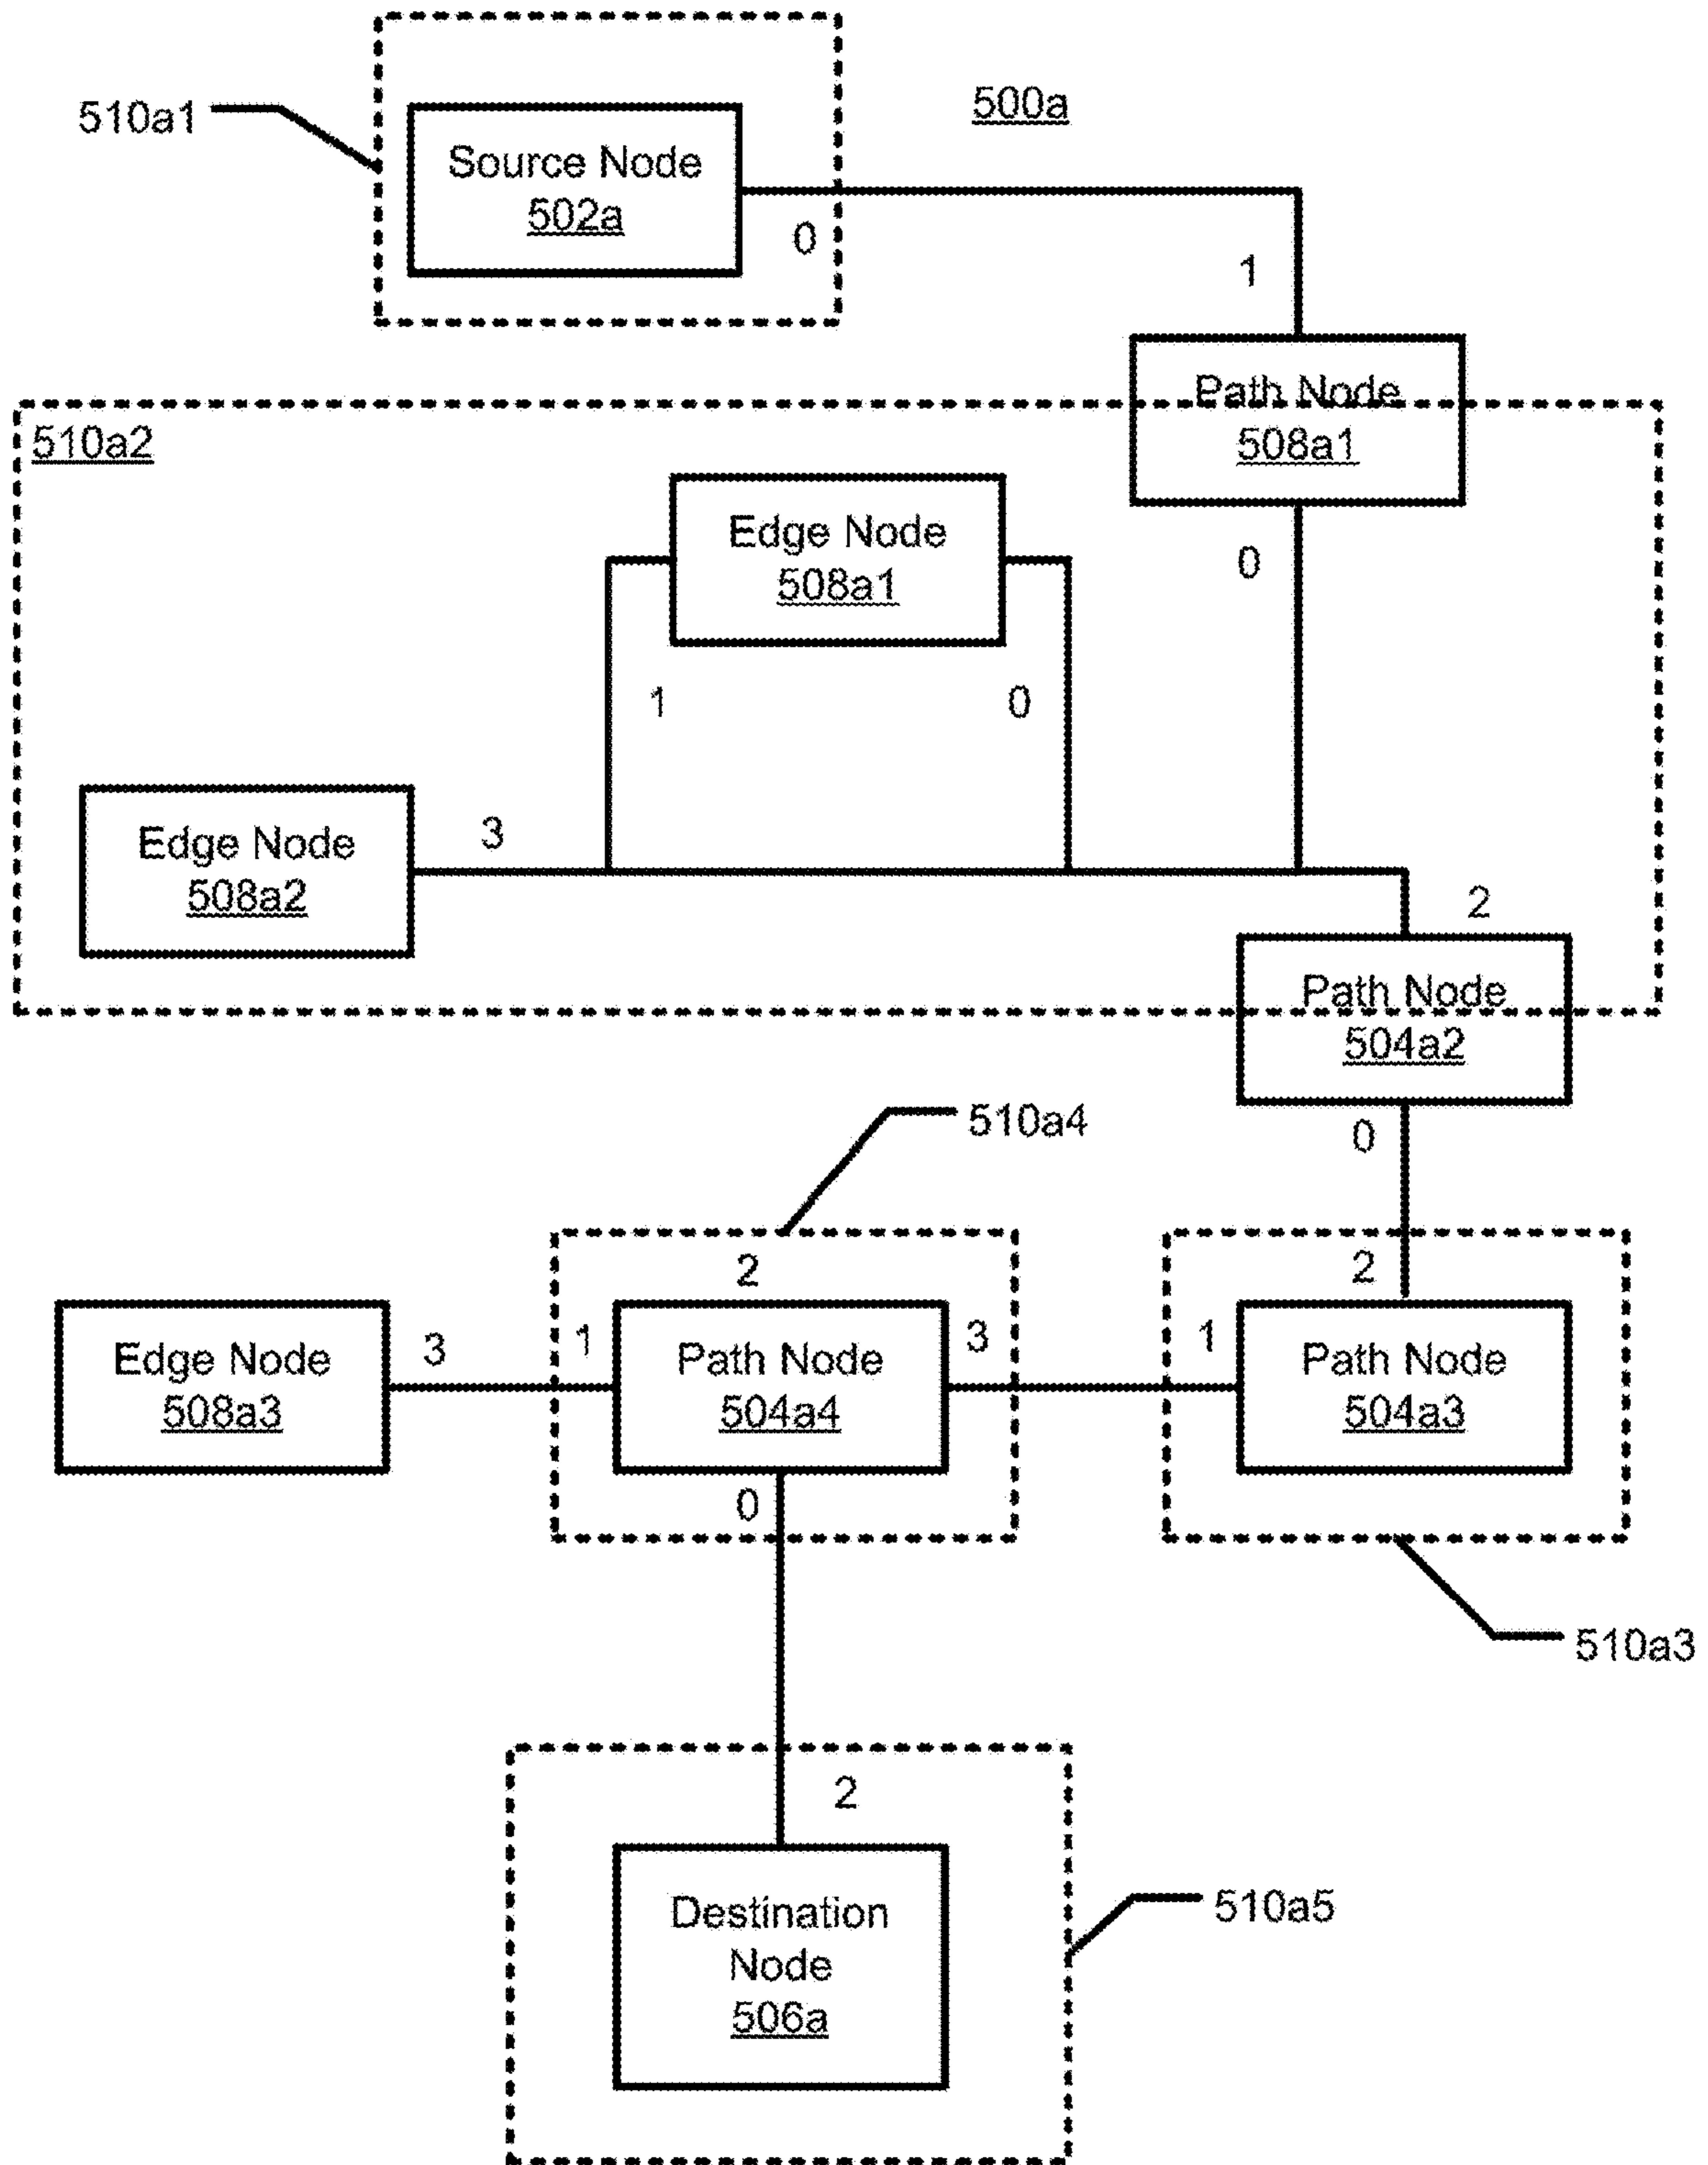 510a1
500a
Source Node
502a
0
1
Path Node
508a1
510a2
Edge Node
508a1
0
1
0
Edge Node
508a2
3
2
Path Node
504a2
0
510a4
2
2
Edge Node
508a3
3
1
Path Node
504a4
3
1
Path Node
504a3
0
510a3
2
Destination
Node
506a
510a5